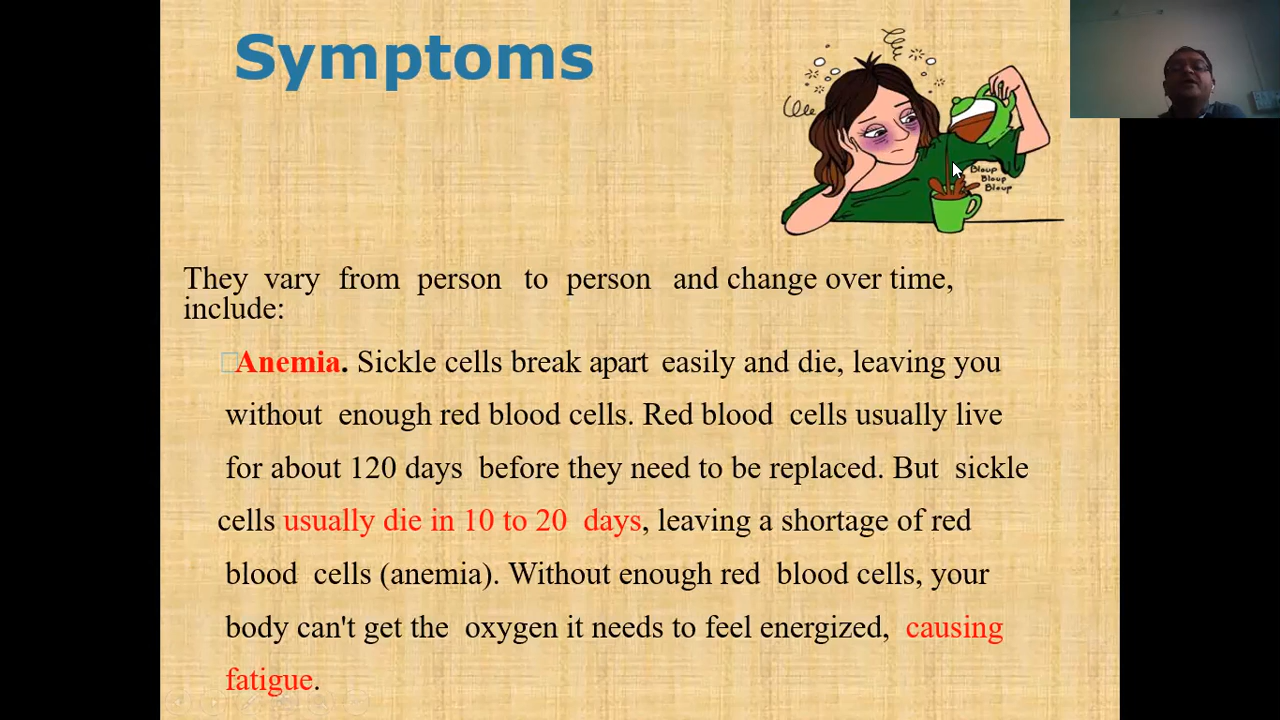 Symptoms
Bloup
Bloup
Bloup
They vary from person to person and change over time,
include:
Anemia. Sickle cells break apart easily and die, leaving you
without enough red blood cells. Red blood cells usually live
for about 120 days before they need to be replaced. But sickle
cells usually die in 10 to 20 days, leaving a shortage of red
blood cells (anemia). Without enough red blood cells, your
body can't get the oxygen it needs to feel energized, causing
fatigue.